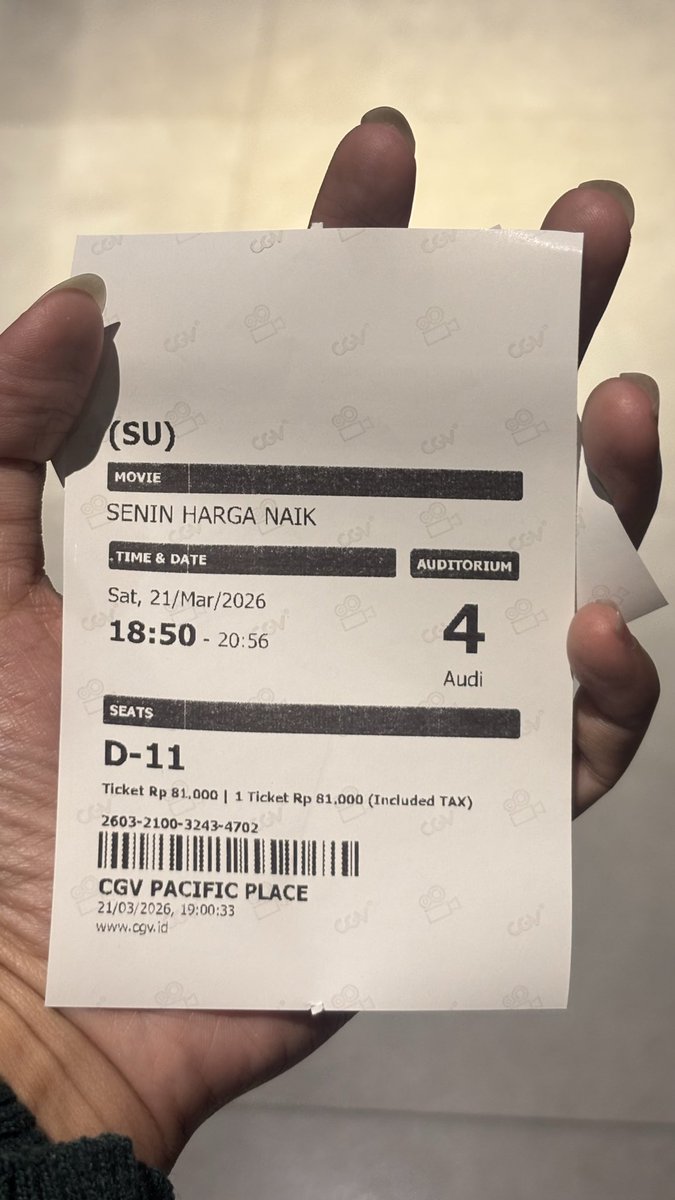 (SU)
MOVIE
SENIN HARGA NAIK
TIME & DATE
AUDITORIUM
Sat, 21/Mar/2026
18:50 - 20:56
4
Audi
SEATS
D-11
Ticket Rp 81.000 | 1 Ticket Rp 81.000 (Included TAX)
2603-2100-3243-4702
CGV PACIFIC PLACE
21/03/2026, 19:00:33
www.cgv.id
CGV